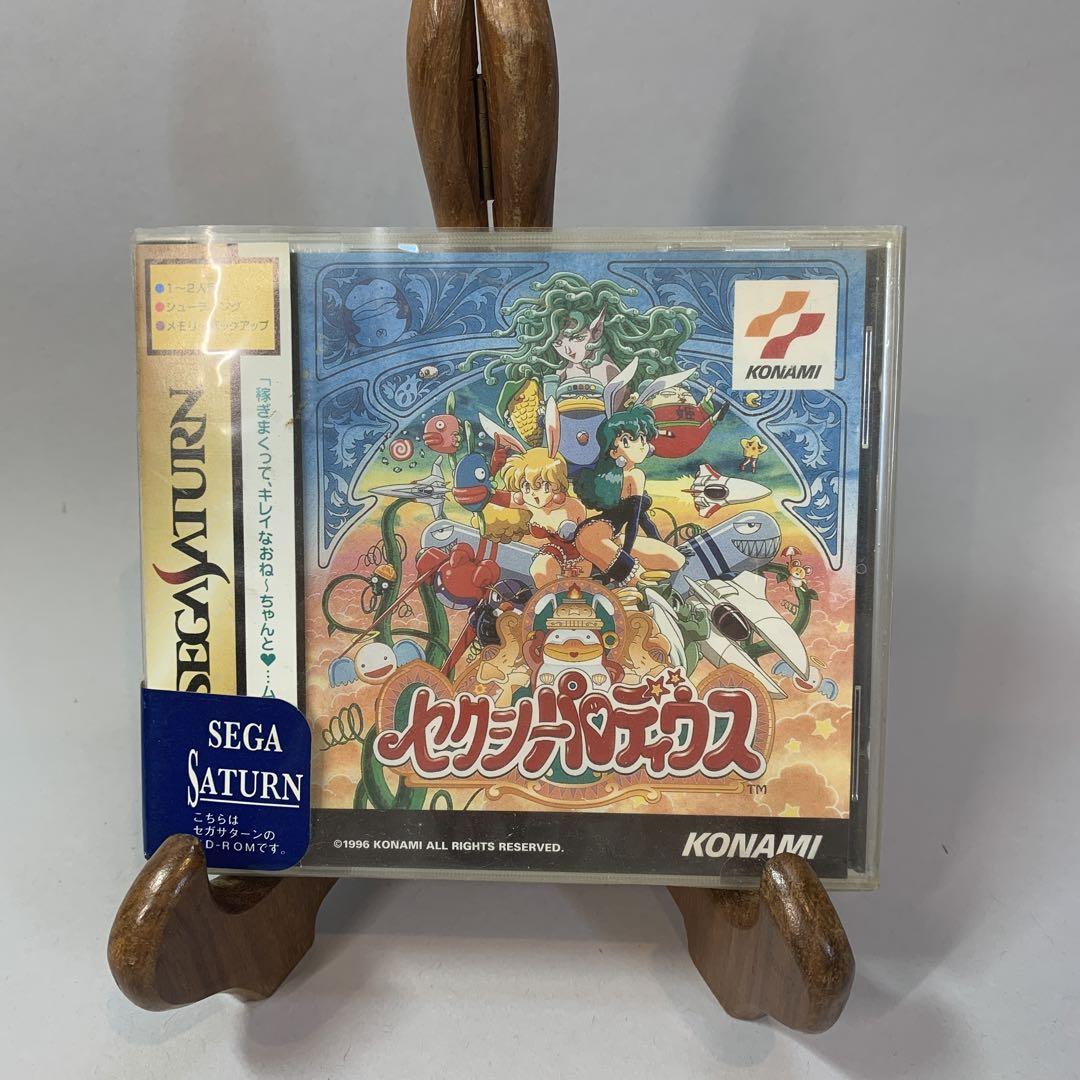 ●1～2人用
●シューティング
●メモリーバックアップ
SEGA SATURN
「稼ぎまくって、キレイなおね～ちゃんと♥…ム
KONAMI
姫
セクシーパロディウス
TM
SEGA
SATURN
こちらは
セガサターンの
CD-ROMです。
©1996 KONAMI ALL RIGHTS RESERVED.
KONAMI